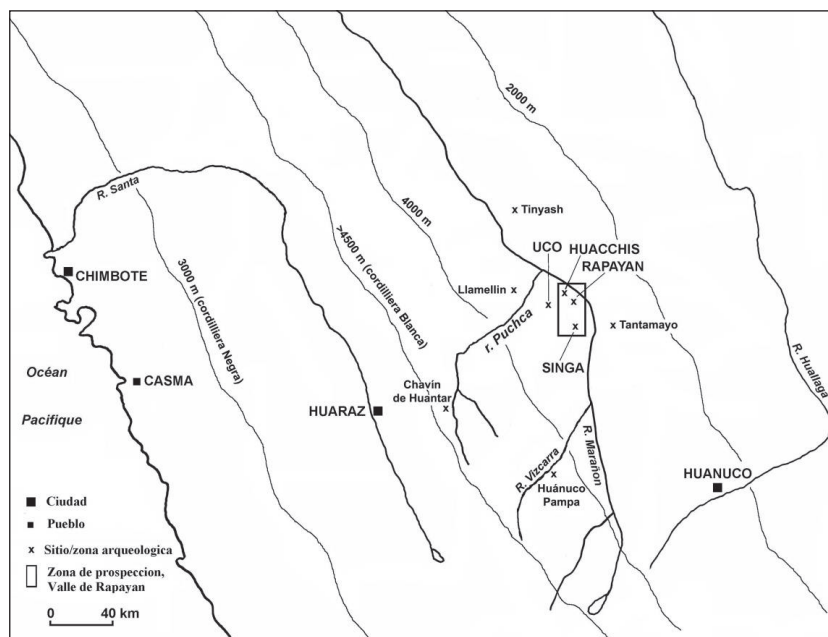 2000 m
R. Santa
4000 m
x Tinyash
UCO
HUACCHIS
RAPAYAN
>4500 m (cordilliera Blanca)
3000 m (cordilliera Negra)
CHIMBOTE
Llamellin x
r. Puchca
x Tantamayo
SINGA
R. Huallaga
Océan
Pacifique
CASMA
HUARAZ
Chavín
de Huantar
x
R. Marañon
R. Vizcarra
HUANUCO
x
Huánuco
Pampa
Ciudad
Pueblo
x Sitio/zona arqueologica
Zona de prospeccion,
Valle de Rapayan
0 40 km